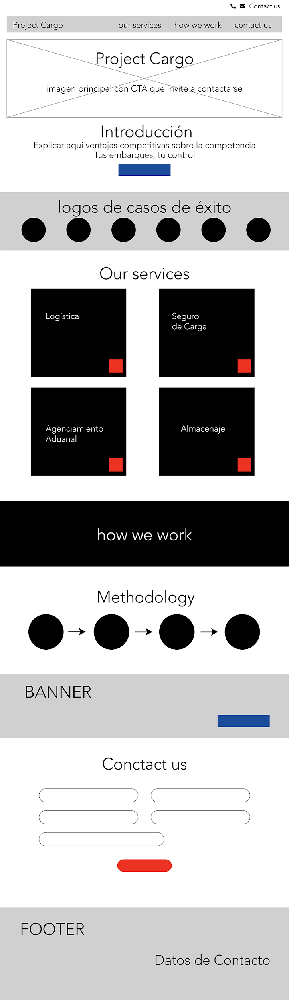 Contact us
Project Cargo
our services
how we work
contact us
Project Cargo
imagen principal con CTA que invite a contactarse
Introducción
Explicar aquí ventajas competitivas sobre la competencia
Tus embarques, tu control
logos de casos de éxito
Our services
Logística
Seguro
de Carga
Agenciamiento
Aduanal
Almacenaje
how we work
Methodology
BANNER
Conctact us
FOOTER
Datos de Contacto